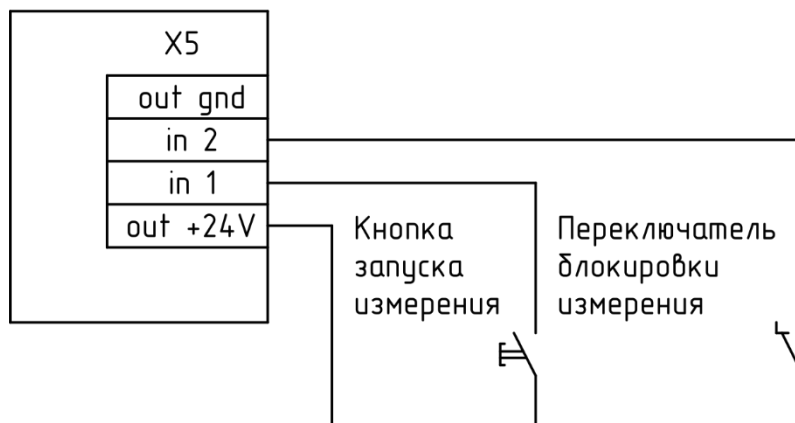 X5
out gnd
in 2
in 1
out +24V
Кнопка
запуска
измерения
Переключатель
блокировки
измерения